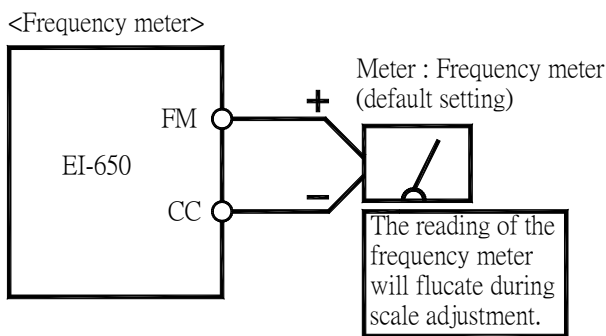 <Frequency meter>
Meter : Frequency meter
(default setting)
+
FM
EI-650
−
CC
The reading of the
frequency meter
will flucate during
scale adjustment.